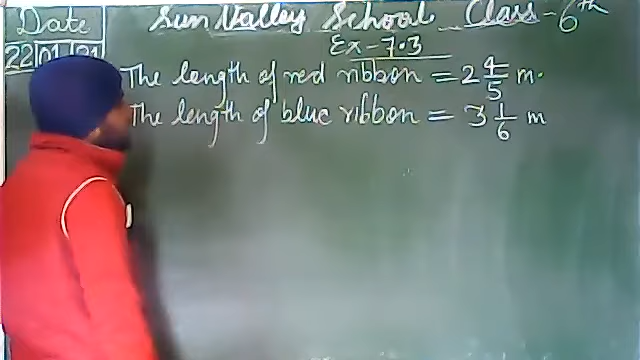 Date Sun Valley School Class - 6th
22 01 21 Ex - 7.3
The length of red ribbon = 2 4/5 m.
The length of blue ribbon = 3 1/6 m